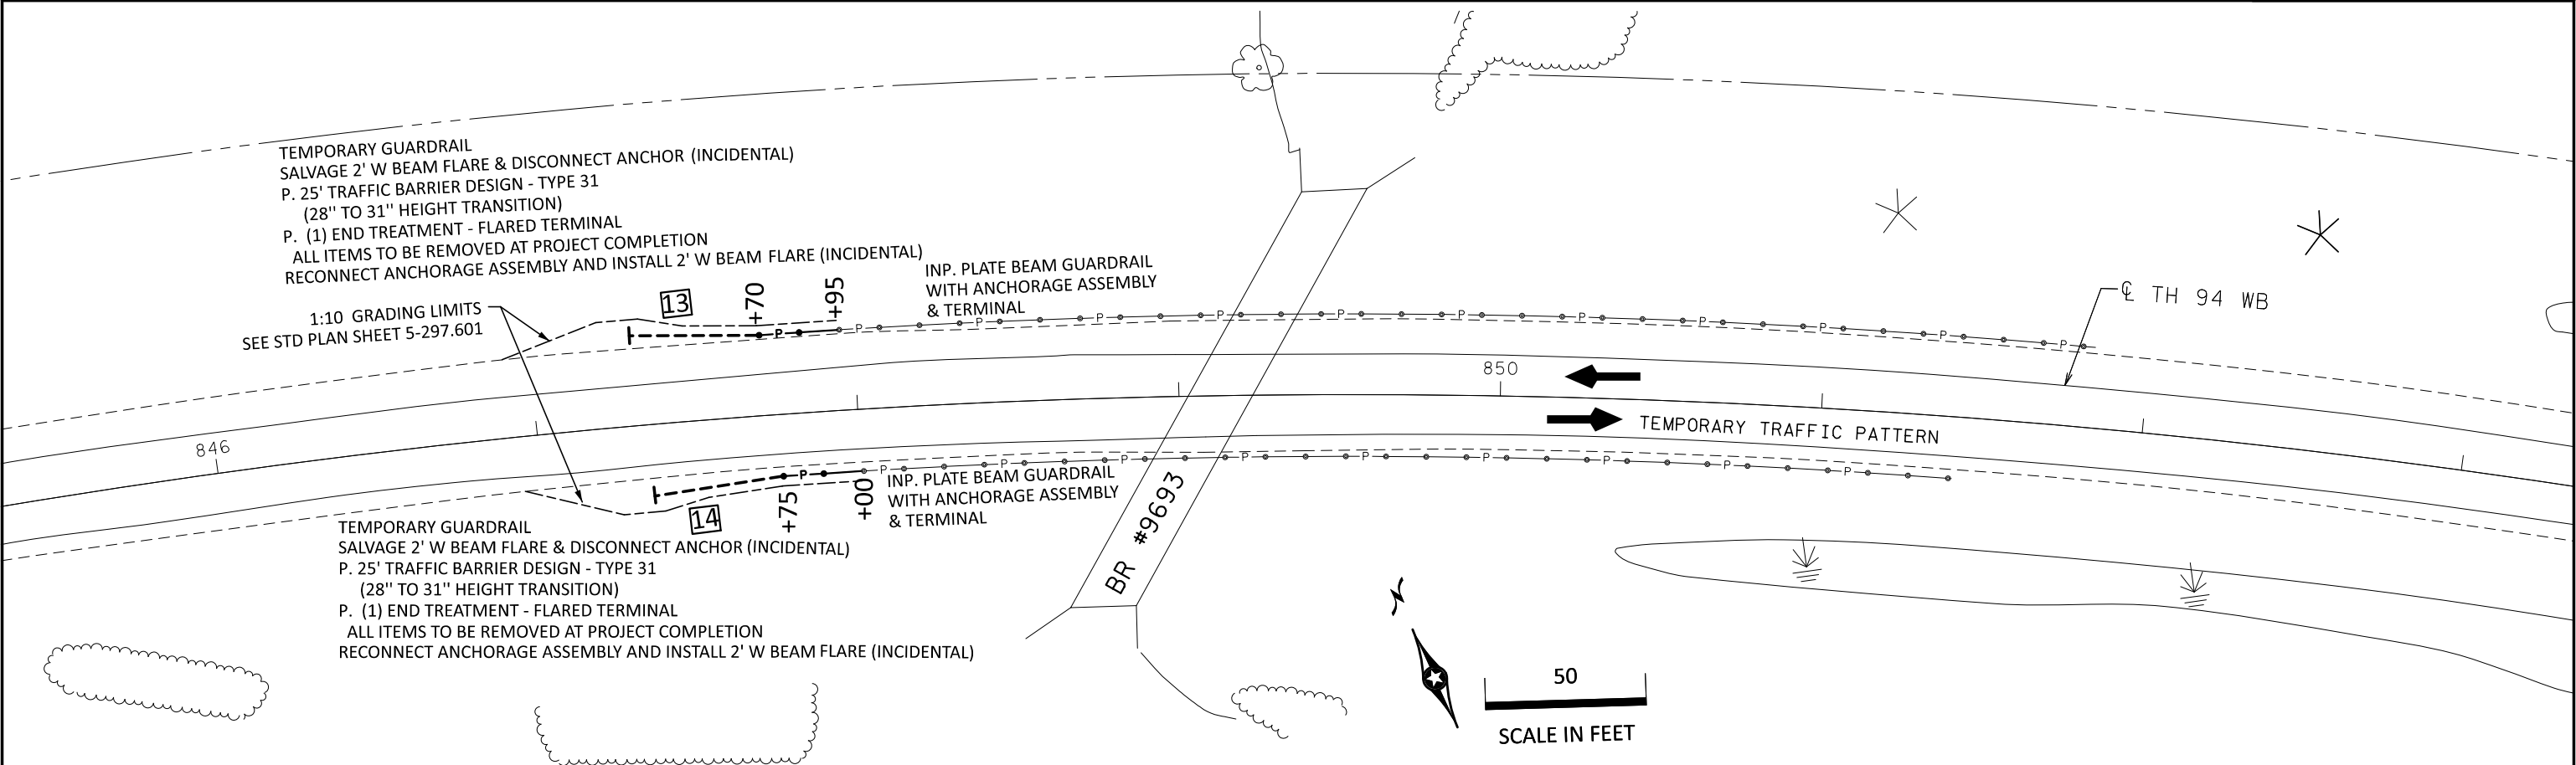 TEMPORARY GUARDRAIL
SALVAGE 2' W BEAM FLARE & DISCONNECT ANCHOR (INCIDENTAL)
P. 25' TRAFFIC BARRIER DESIGN - TYPE 31
(28'' TO 31'' HEIGHT TRANSITION)
P. (1) END TREATMENT - FLARED TERMINAL
ALL ITEMS TO BE REMOVED AT PROJECT COMPLETION
RECONNECT ANCHORAGE ASSEMBLY AND INSTALL 2' W BEAM FLARE (INCIDENTAL)
1:10 GRADING LIMITS
SEE STD PLAN SHEET 5-297.601
13
+70
+95
INP. PLATE BEAM GUARDRAIL
WITH ANCHORAGE ASSEMBLY
& TERMINAL
P P P P P P P P P P P P
℄ TH 94 WB
846
850
TEMPORARY TRAFFIC PATTERN
P P P P P P P P P P
14
+75
+00
INP. PLATE BEAM GUARDRAIL
WITH ANCHORAGE ASSEMBLY
& TERMINAL
BR #9693
TEMPORARY GUARDRAIL
SALVAGE 2' W BEAM FLARE & DISCONNECT ANCHOR (INCIDENTAL)
P. 25' TRAFFIC BARRIER DESIGN - TYPE 31
(28'' TO 31'' HEIGHT TRANSITION)
P. (1) END TREATMENT - FLARED TERMINAL
ALL ITEMS TO BE REMOVED AT PROJECT COMPLETION
RECONNECT ANCHORAGE ASSEMBLY AND INSTALL 2' W BEAM FLARE (INCIDENTAL)
N
50
SCALE IN FEET